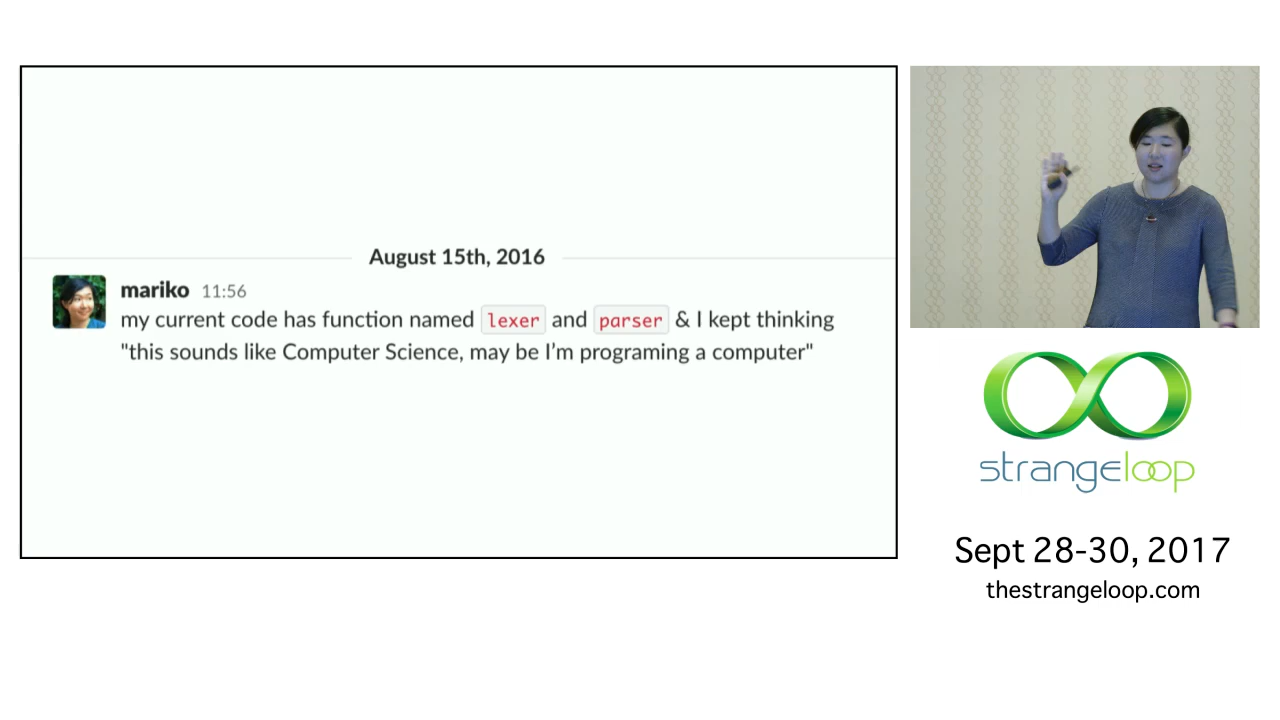 August 15th, 2016
mariko 11:56
my current code has function named lexer and parser & I kept thinking
"this sounds like Computer Science, may be I'm programing a computer"
strangeloop
Sept 28-30, 2017
thestrangeloop.com